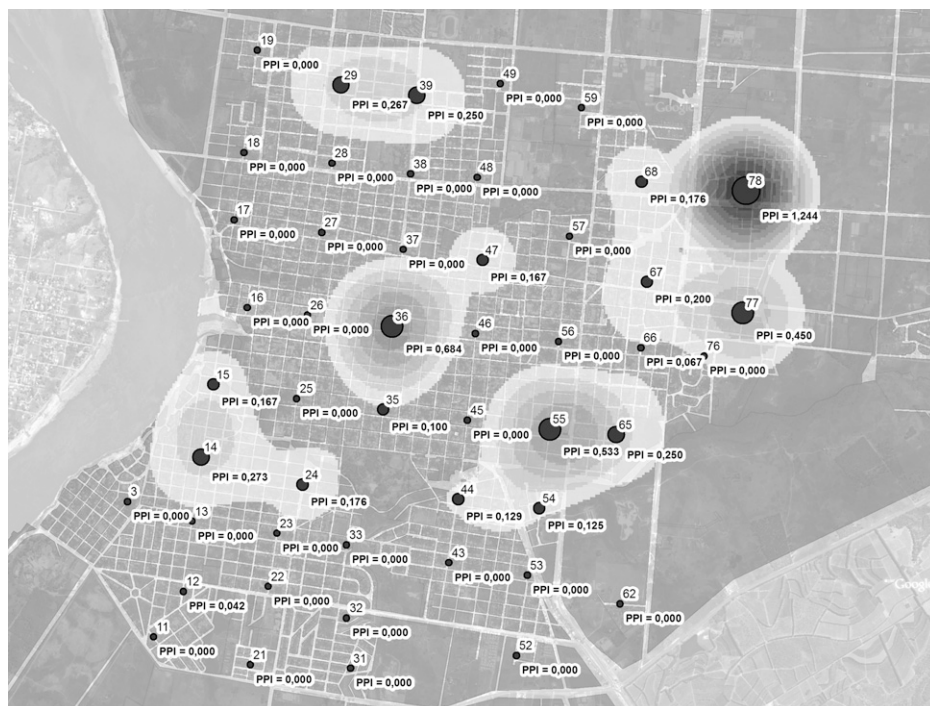 19
PPI = 0,000
29
PPI = 0,267
39
PPI = 0,250
49
PPI = 0,000
59
PPI = 0,000
18
PPI = 0,000
28
PPI = 0,000
38
PPI = 0,000
48
PPI = 0,000
68
PPI = 0,176
78
PPI = 1,244
17
PPI = 0,000
27
PPI = 0,000
37
PPI = 0,000
47
PPI = 0,167
57
PPI = 0,000
67
PPI = 0,200
77
PPI = 0,450
16
PPI = 0,000
26
PPI = 0,000
36
PPI = 0,684
46
PPI = 0,000
56
PPI = 0,000
66
PPI = 0,067
76
PPI = 0,000
15
PPI = 0,167
25
PPI = 0,000
35
PPI = 0,100
45
PPI = 0,000
55
PPI = 0,533
65
PPI = 0,250
14
PPI = 0,273
24
PPI = 0,176
44
PPI = 0,129
54
PPI = 0,125
3
PPI = 0,000
13
PPI = 0,000
23
PPI = 0,000
33
PPI = 0,000
43
PPI = 0,000
53
PPI = 0,000
12
PPI = 0,042
22
PPI = 0,000
32
PPI = 0,000
62
PPI = 0,000
11
PPI = 0,000
21
PPI = 0,000
31
PPI = 0,000
52
PPI = 0,000
Google